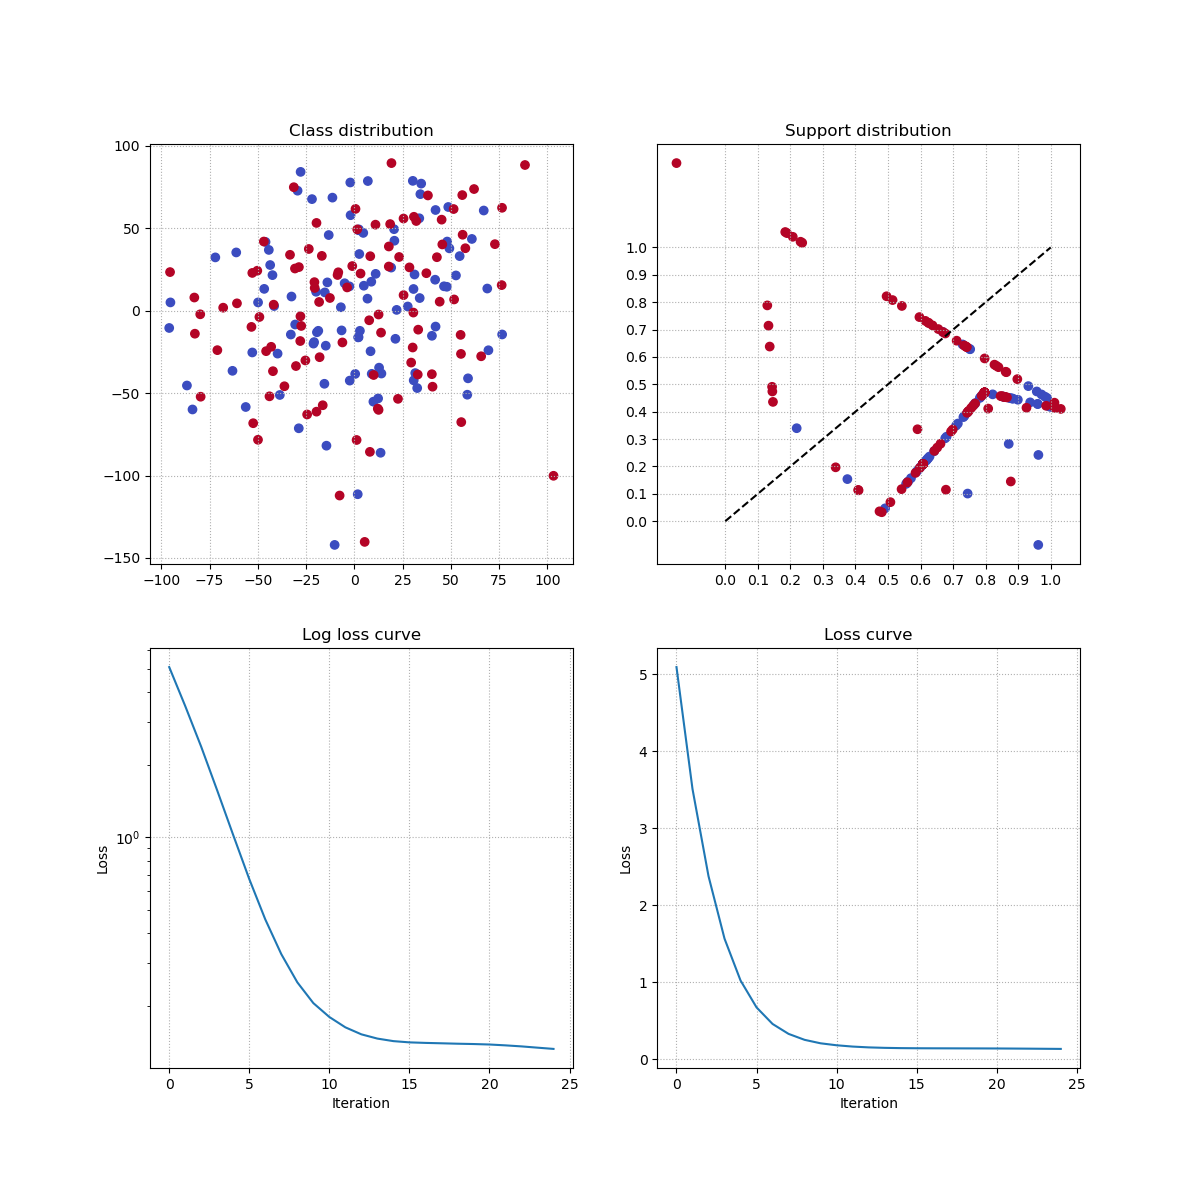 Class distribution
100
50
0
−50
−100
−150
−100 −75 −50 −25 0 25 50 75 100
Support distribution
1.0
0.9
0.8
0.7
0.6
0.5
0.4
0.3
0.2
0.1
0.0
0.0 0.1 0.2 0.3 0.4 0.5 0.6 0.7 0.8 0.9 1.0
Log loss curve
10⁰
Loss
0 5 10 15 20 25
Iteration
Loss curve
5
4
3
2
1
0
Loss
0 5 10 15 20 25
Iteration